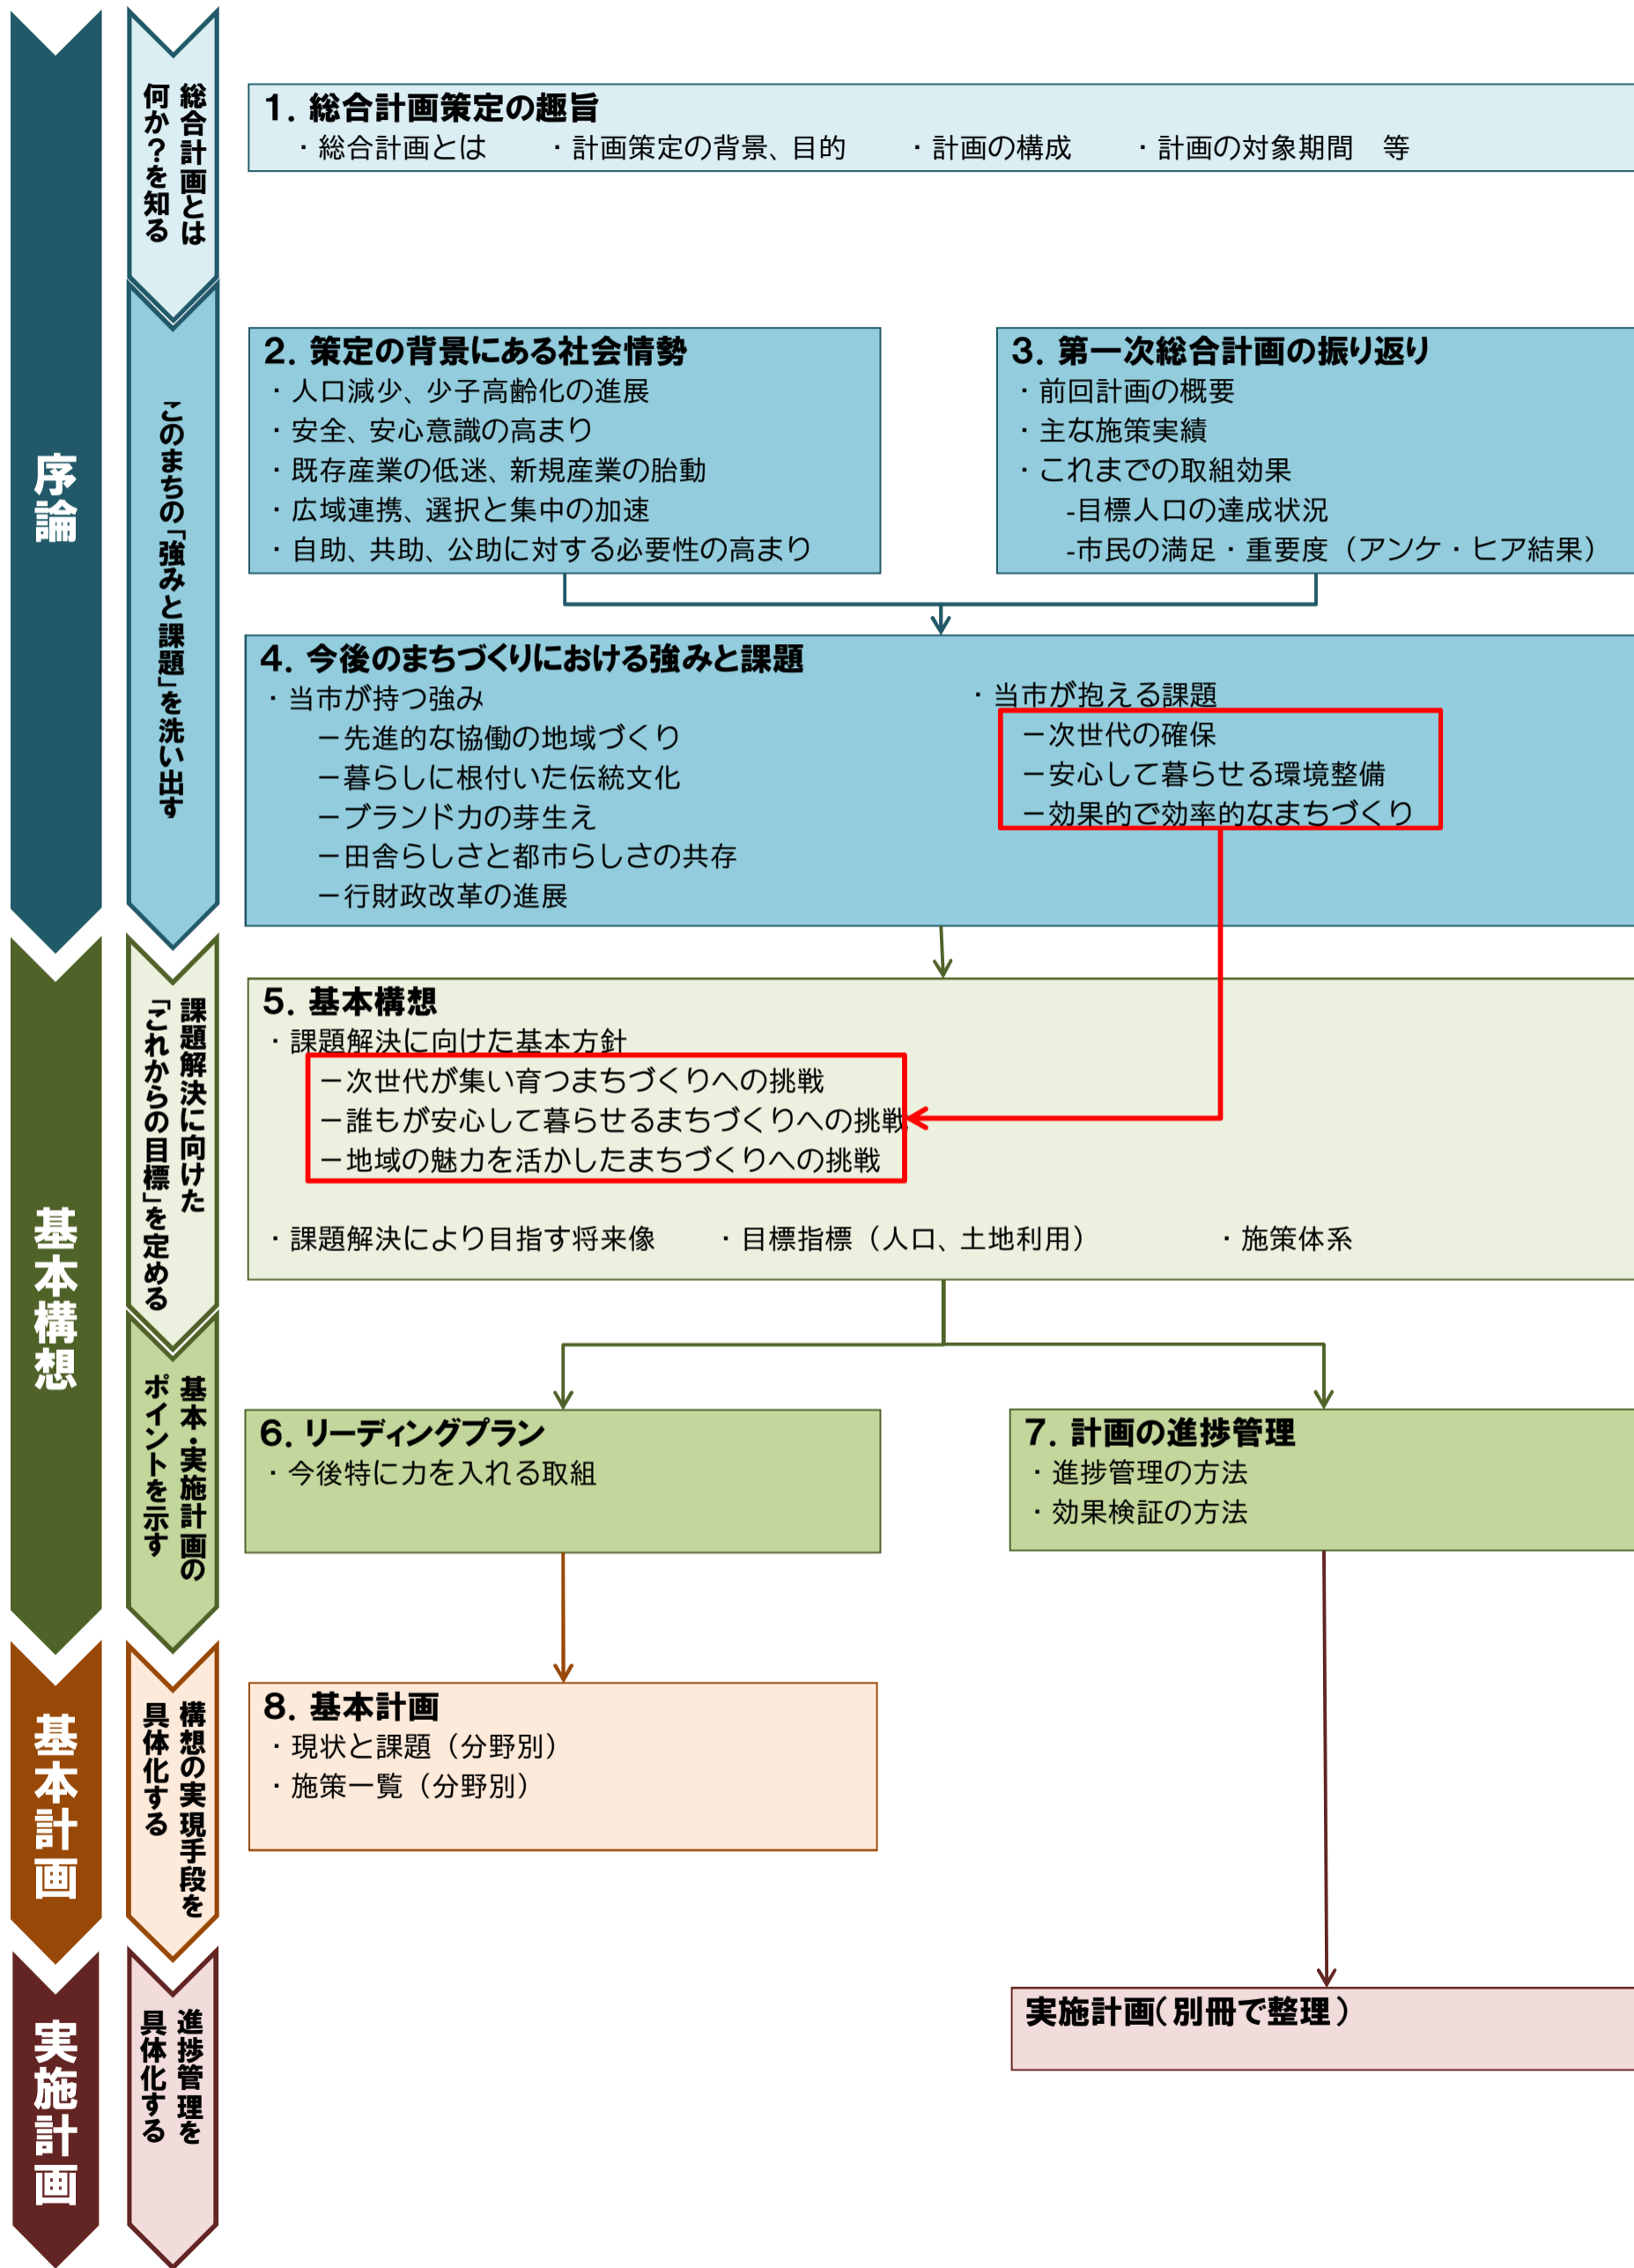 序論
総合計画とは
何か?を知る
1．総合計画策定の趣旨
・総合計画とは　・計画策定の背景、目的　・計画の構成　・計画の対象期間　等
このまちの「強みと課題」を洗い出す
2．策定の背景にある社会情勢
・人口減少、少子高齢化の進展
・安全、安心意識の高まり
・既存産業の低迷、新規産業の胎動
・広域連携、選択と集中の加速
・自助、共助、公助に対する必要性の高まり
3．第一次総合計画の振り返り
・前回計画の概要
・主な施策実績
・これまでの取組効果
-目標人口の達成状況
-市民の満足・重要度（アンケ・ヒア結果）
4．今後のまちづくりにおける強みと課題
・当市が持つ強み
－先進的な協働の地域づくり
－暮らしに根付いた伝統文化
－ブランド力の芽生え
－田舎らしさと都市らしさの共存
－行財政改革の進展
・当市が抱える課題
－次世代の確保
－安心して暮らせる環境整備
－効果的で効率的なまちづくり
基本構想
課題解決に向けた
「これからの目標」を定める
5．基本構想
・課題解決に向けた基本方針
－次世代が集い育つまちづくりへの挑戦
－誰もが安心して暮らせるまちづくりへの挑戦
－地域の魅力を活かしたまちづくりへの挑戦
・課題解決により目指す将来像　・目標指標（人口、土地利用）　・施策体系
基本・実施計画の
ポイントを示す
6．リーディングプラン
・今後特に力を入れる取組
7．計画の進捗管理
・進捗管理の方法
・効果検証の方法
基本計画
構想の実現手段を
具体化する
8．基本計画
・現状と課題（分野別）
・施策一覧（分野別）
実施計画
進捗管理を
具体化する
実施計画（別冊で整理）